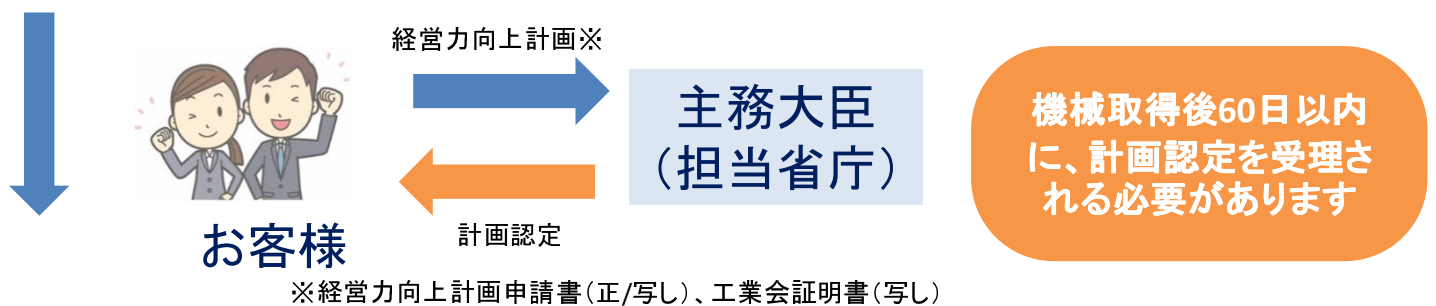 経営力向上計画※
主務大臣
（担当省庁）
機械取得後60日以内
に、計画認定を受理さ
れる必要があります
計画認定
お客様
※経営力向上計画申請書（正/写し）、工業会証明書（写し）